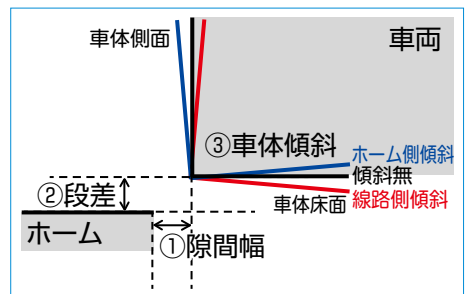 車体側面
車両
③車体傾斜
ホーム側傾斜
傾斜無
線路側傾斜
車体床面
②段差
ホーム
①隙間幅